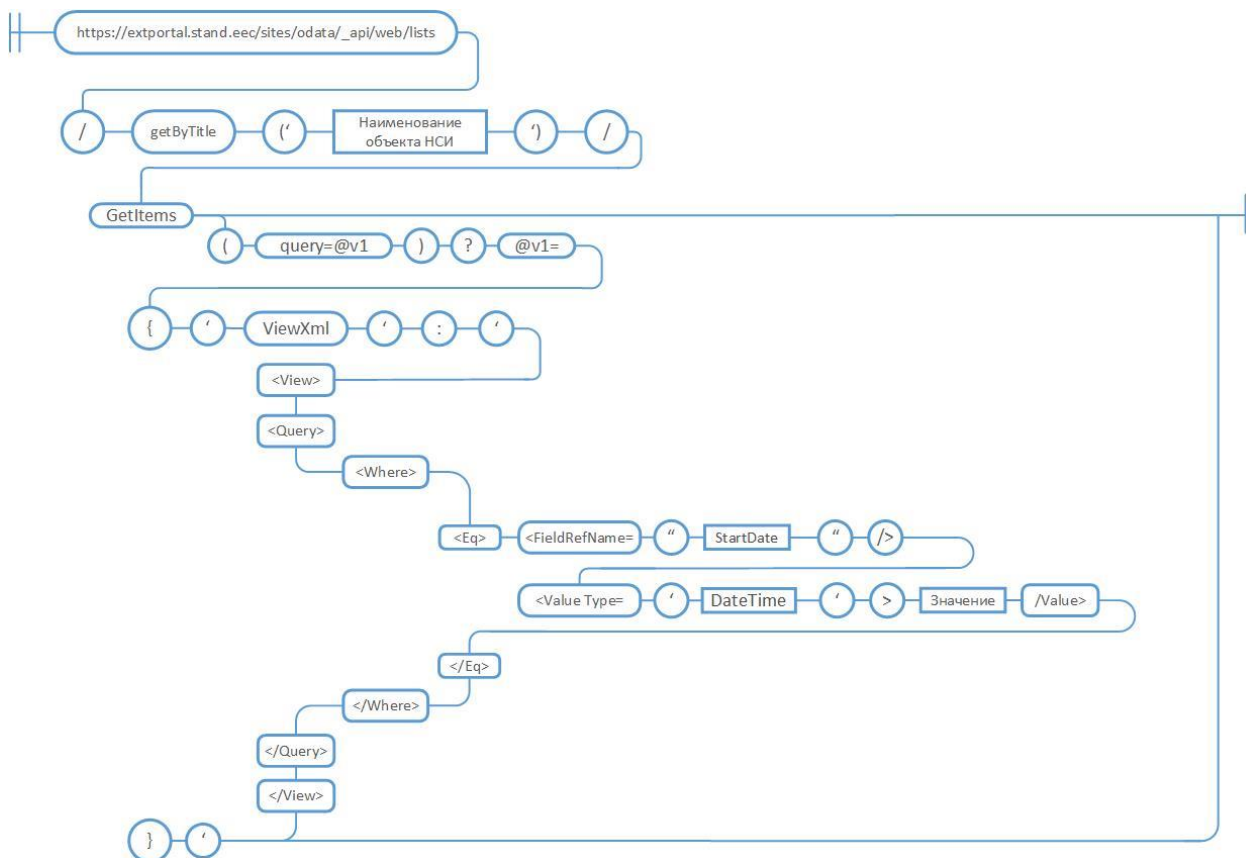 https://extportal.stand.eec/sites/odata/_api/web/lists
/ getByTitle (‘ Наименование объекта НСИ ‘) /
GetItems
( query=@v1 ) ? @v1=
{ ‘ ViewXml ‘ : ‘
<View>
<Query>
<Where>
<Eq> <FieldRefName= “ StartDate “ />
<Value Type= ‘ DateTime ‘ > Значение /Value>
</Eq>
</Where>
</Query>
</View>
} ‘